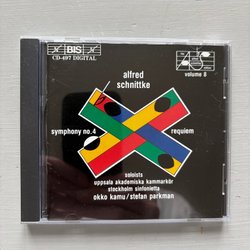 BIS
CD-497 DIGITAL
volume 8
alfred
schnittke
symphony no.4
requiem
soloists
uppsala akademiska kammarkör
stockholm sinfonietta
okko kamu/stefan parkman